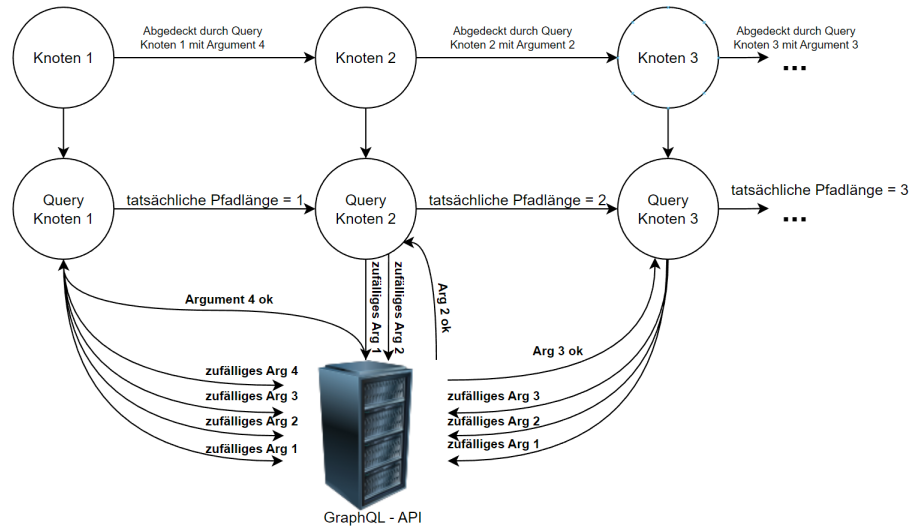 Abgedeckt durch Query
Knoten 1 mit Argument 4
Abgedeckt durch Query
Knoten 2 mit Argument 2
Abgedeckt durch Query
Knoten 3 mit Argument 3
Knoten 1
Knoten 2
Knoten 3
...
Query
Knoten 1
tatsächliche Pfadlänge = 1
Query
Knoten 2
tatsächliche Pfadlänge = 2
Query
Knoten 3
tatsächliche Pfadlänge = 3
...
Argument 4 ok
zufälliges Arg 1
zufälliges Arg 2
Arg 2 ok
Arg 3 ok
zufälliges Arg 4
zufälliges Arg 3
zufälliges Arg 2
zufälliges Arg 1
zufälliges Arg 3
zufälliges Arg 2
zufälliges Arg 1
GraphQL - API